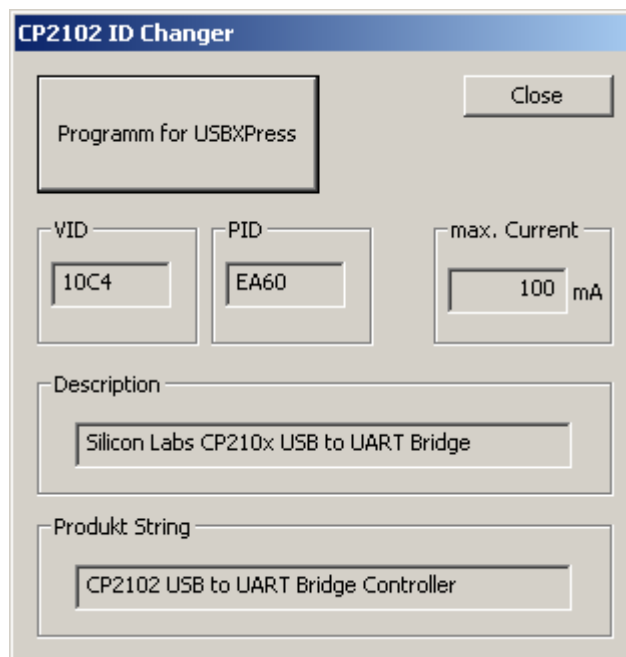 CP2102 ID Changer
Programm for USBXPress
Close
VID
PID
max. Current
10C4
EA60
100 mA
Description
Silicon Labs CP210x USB to UART Bridge
Produkt String
CP2102 USB to UART Bridge Controller